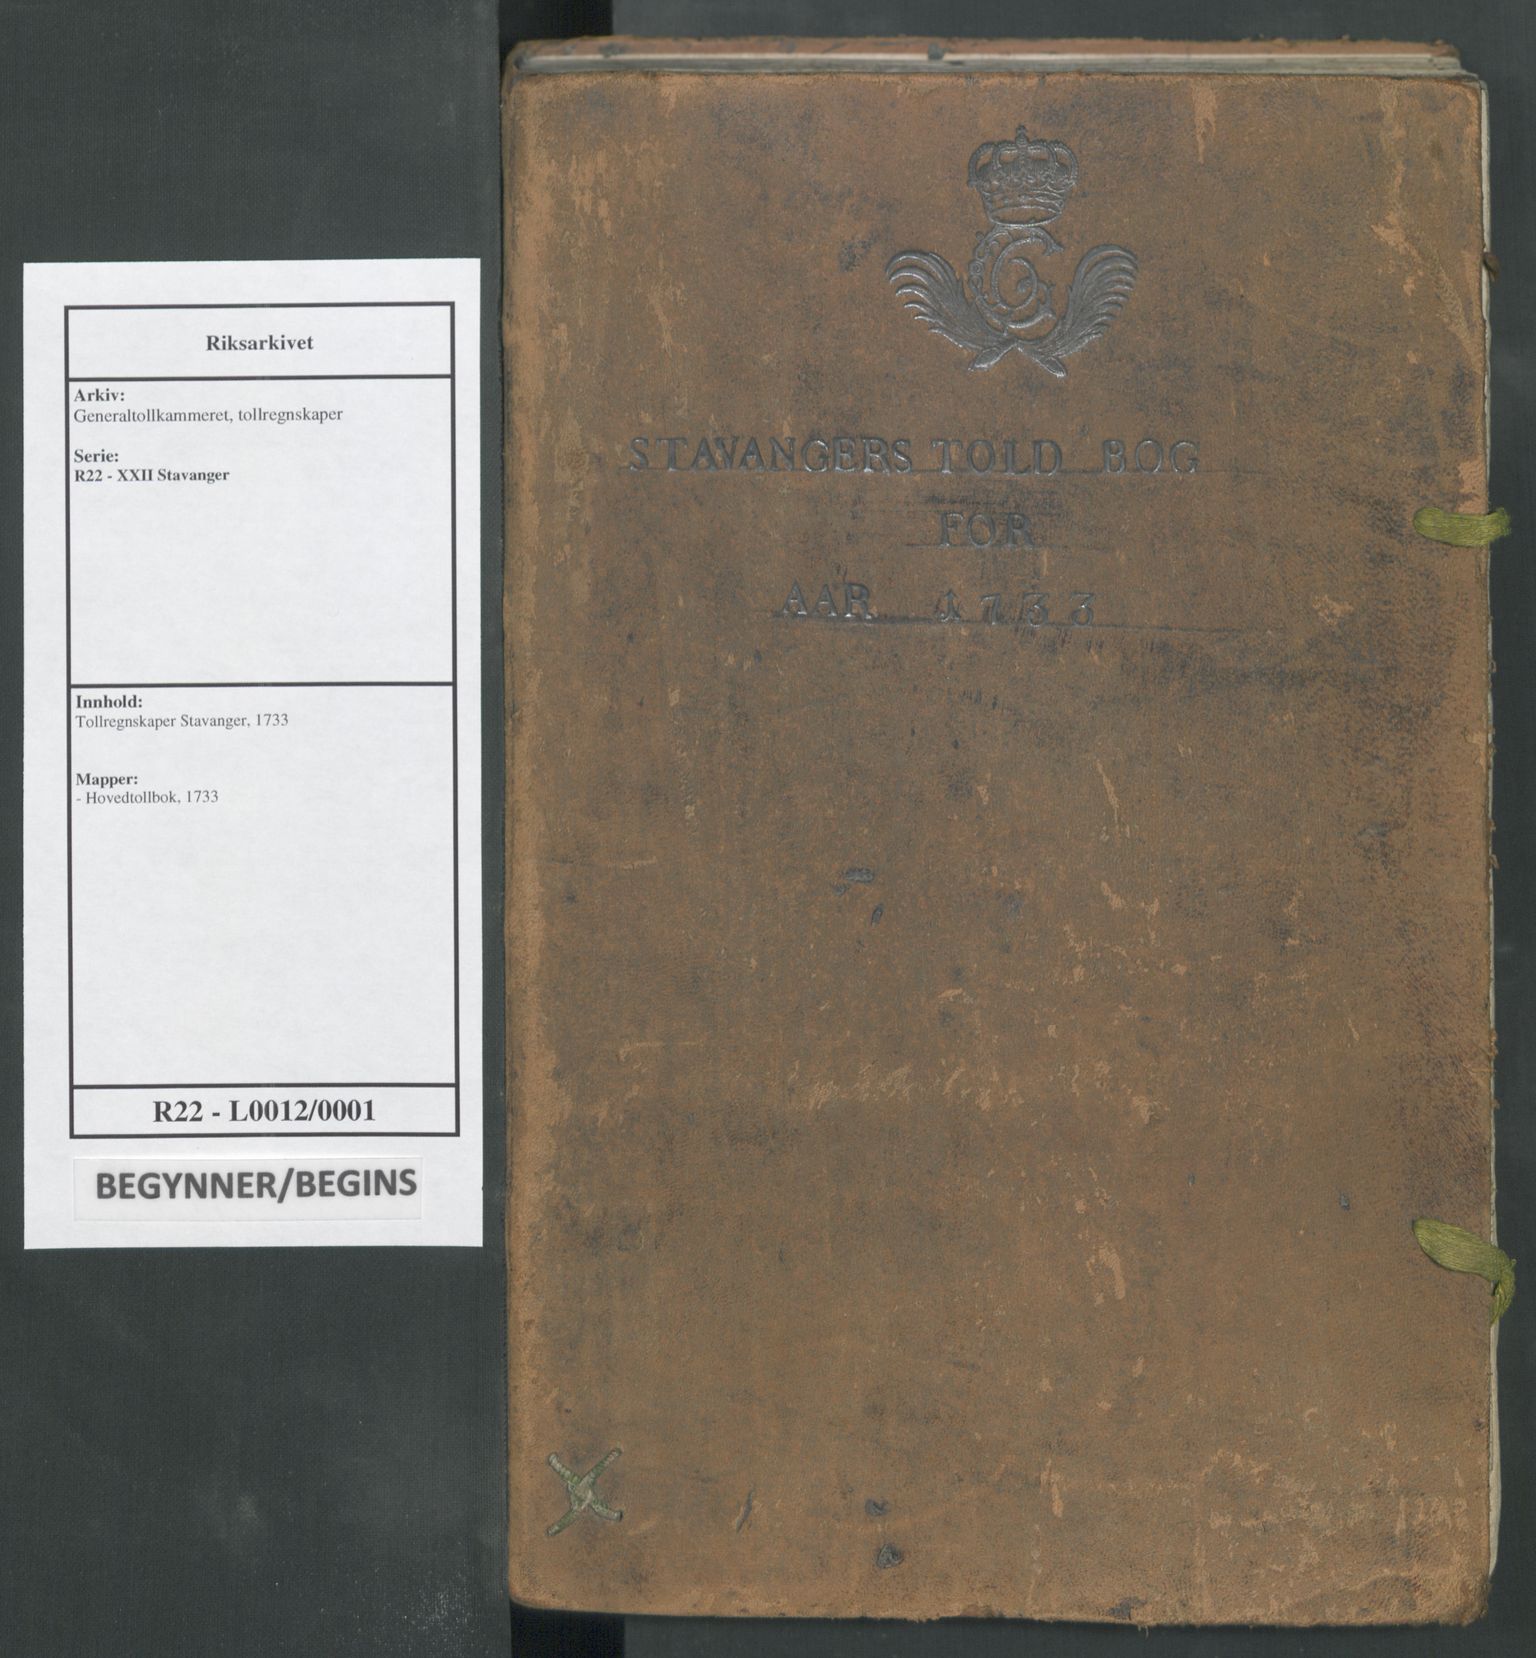 Riksarkivet
Arkiv:
Generaltollkammeret, tollregnskaper
Serie:
R22 - XXII Stavanger
Innhold:
Tollregnskaper Stavanger, 1733
Mapper:
- Hovedtollbok, 1733
R22 - L0012/0001
BEGYNNER/BEGINS
STAVANGERS TOLD BOG
FOR
AAR 1733